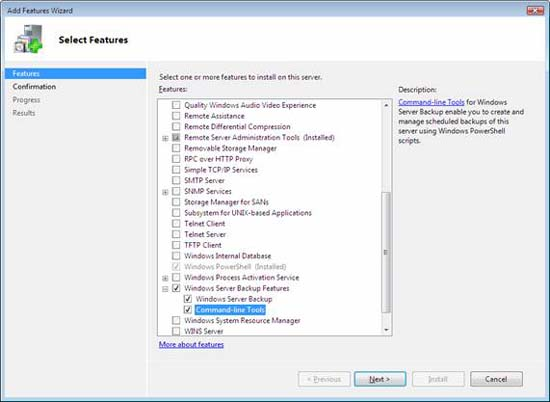 Add Features Wizard
Select Features
Features
Confirmation
Progress
Results
Select one or more features to install on this server.
Features:
Quality Windows Audio Video Experience
Remote Assistance
Remote Differential Compression
Remote Server Administration Tools (Installed)
Removable Storage Manager
RPC over HTTP Proxy
Simple TCP/IP Services
SMTP Server
SNMP Services
Storage Manager for SANs
Subsystem for UNIX-based Applications
Telnet Client
Telnet Server
TFTP Client
Windows Internal Database
Windows PowerShell (Installed)
Windows Process Activation Service
Windows Server Backup Features
Windows Server Backup
Command-line Tools
Windows System Resource Manager
WINS Server
More about features
Description:
Command-line Tools for Windows
Server Backup enable you to create and
manage scheduled backups of this
server using Windows PowerShell
scripts.
< Previous
Next >
Install
Cancel